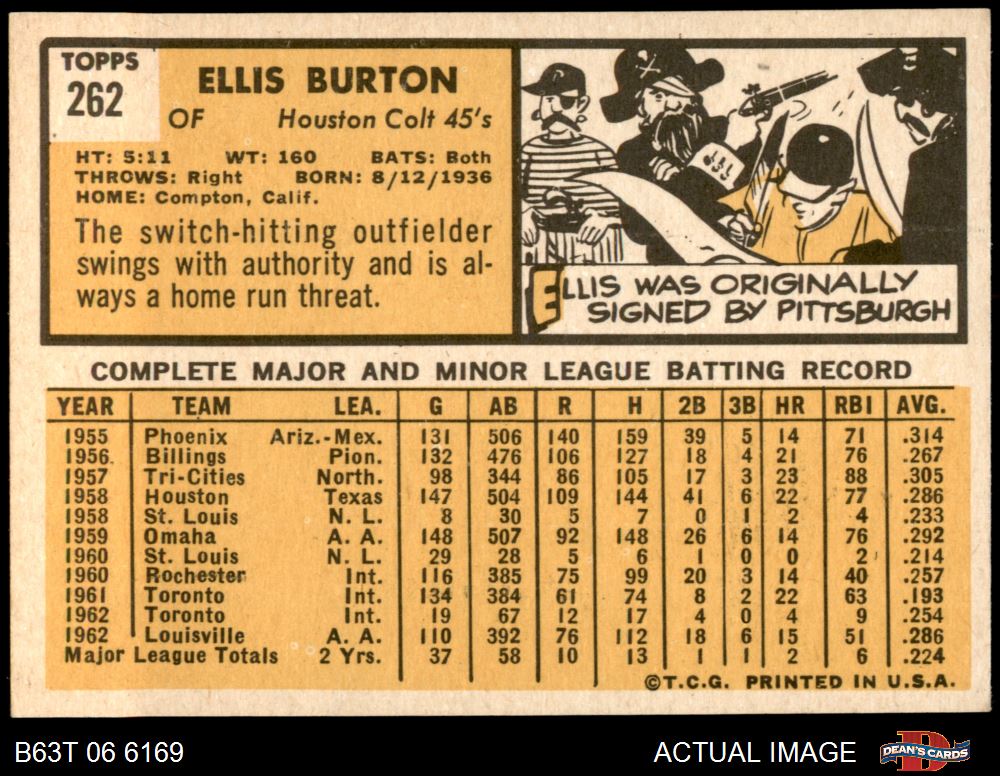 TOPPS
262
ELLIS BURTON
OF Houston Colt 45's
HT: 5:11 WT: 160 BATS: Both
THROWS: Right BORN: 8/12/1936
HOME: Compton, Calif.
The switch-hitting outfielder
swings with authority and is al-
ways a home run threat.
ELLIS WAS ORIGINALLY
SIGNED BY PITTSBURGH
COMPLETE MAJOR AND MINOR LEAGUE BATTING RECORD
YEAR TEAM LEA. G AB R H 2B 3B HR RBI AVG.
1955 Phoenix Ariz.-Mex. 131 506 140 159 39 5 14 71 .314
1956 Billings Pion. 132 476 106 127 18 4 21 76 .267
1957 Tri-Cities North. 98 344 86 105 17 3 23 88 .305
1958 Houston Texas 147 504 109 144 41 6 22 77 .286
1958 St. Louis N. L. 8 30 5 7 0 1 2 4 .233
1959 Omaha A. A. 148 507 92 148 26 6 14 76 .292
1960 St. Louis N. L. 29 28 5 6 1 0 0 2 .214
1960 Rochester Int. 116 385 75 99 20 3 14 40 .257
1961 Toronto Int. 134 384 61 74 8 2 22 63 .193
1962 Toronto Int. 19 67 12 17 4 0 4 9 .254
1962 Louisville A. A. 110 392 76 112 18 6 15 51 .286
Major League Totals 2 Yrs. 37 58 10 13 1 1 2 6 .224
©T.C.G. PRINTED IN U.S.A.
B63T 06 6169 ACTUAL IMAGE DEAN'S CARDS